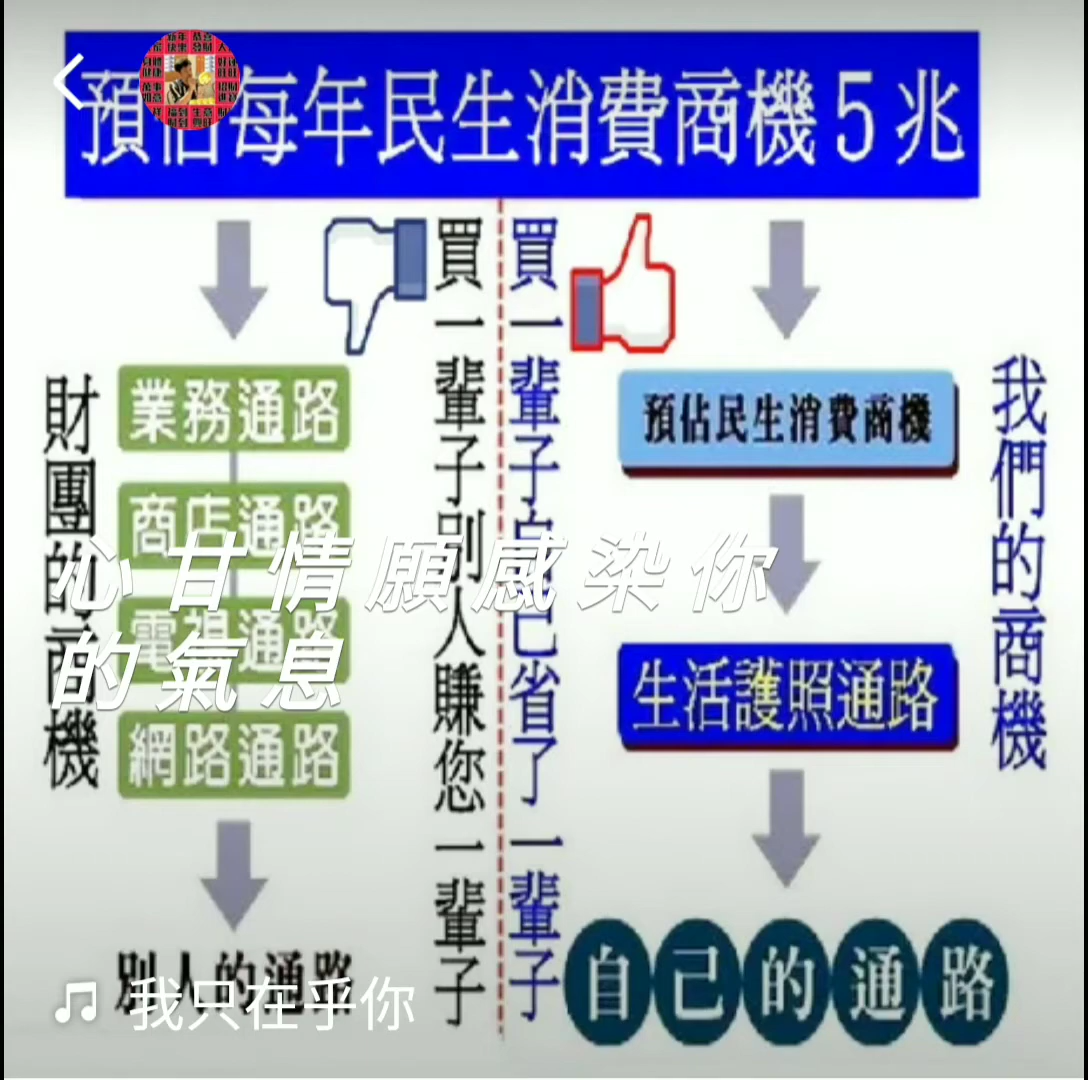 預估每年民生消費商機5兆
財團的商機
業務通路
商店通路
電視通路
網路通路
別人的通路
買一輩子別人賺您一輩子
買一輩子自己省了一輩子
預估民生消費商機
生活護照通路
自己的通路
我們的商機
心甘情願感染你
的氣息
♫ 我只在乎你